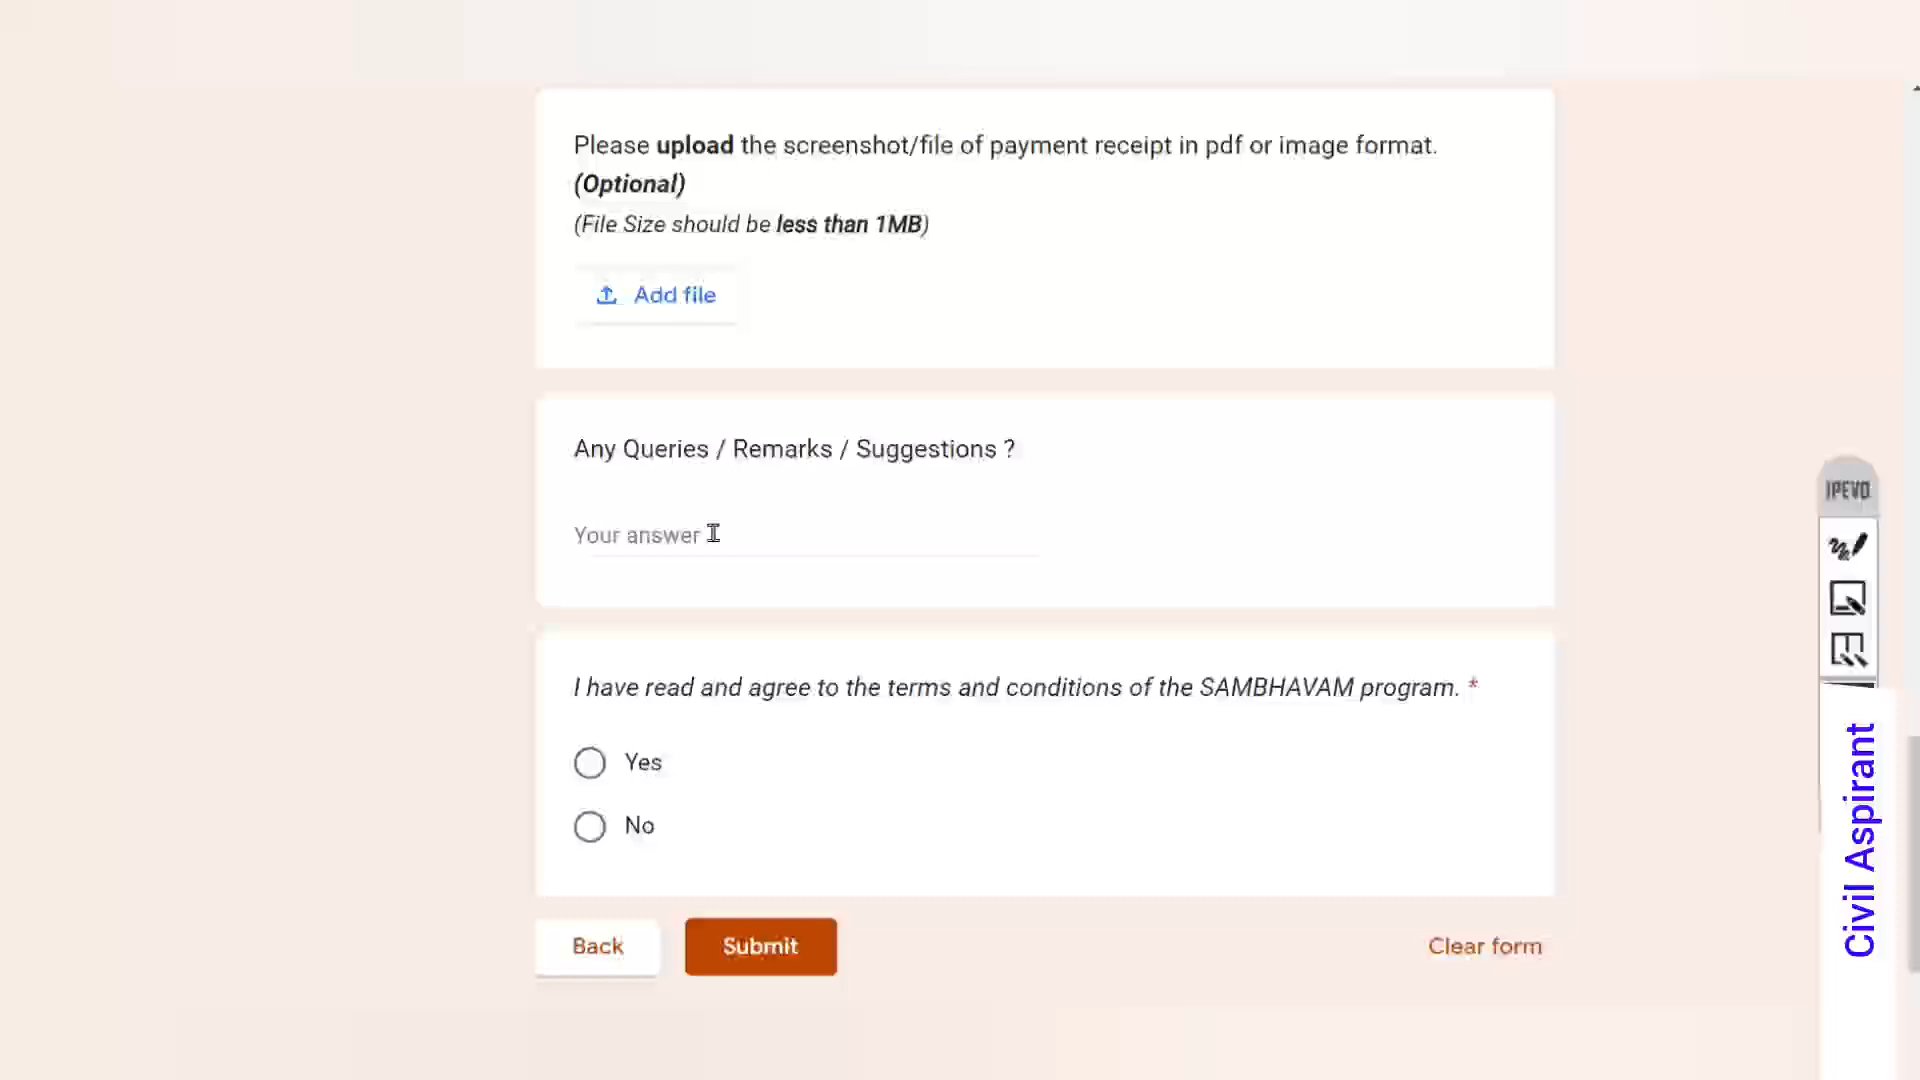 Please upload the screenshot/file of payment receipt in pdf or image format.
(Optional)
(File Size should be less than 1MB)
Add file
Any Queries / Remarks / Suggestions ?
Your answer
I have read and agree to the terms and conditions of the SAMBHAVAM program. *
Yes
No
Back
Submit
Clear form
IPEVO
Civil Aspirant